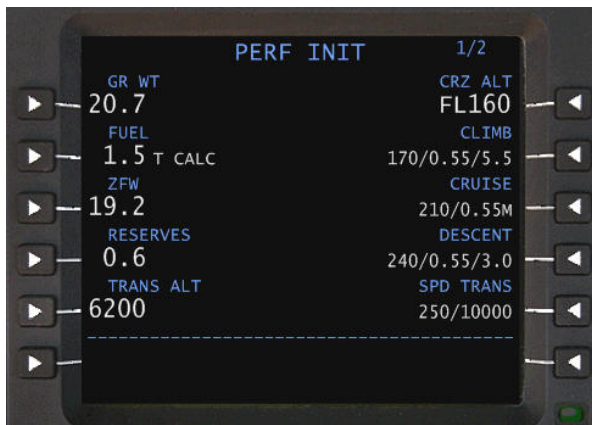 PERF INIT 1/2
GR WT CRZ ALT
20.7 FL160
FUEL CLIMB
1.5 T CALC 170/0.55/5.5
ZFW CRUISE
19.2 210/0.55M
RESERVES DESCENT
0.6 240/0.55/3.0
TRANS ALT SPD TRANS
6200 250/10000